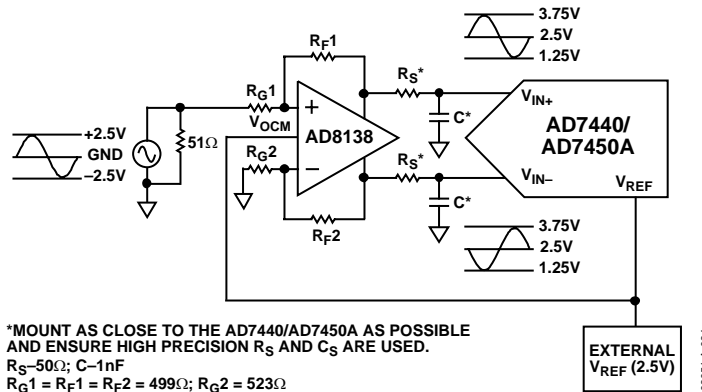 3.75V
2.5V
1.25V
RF1
RG1
RS*
VOCM
+
AD8138
–
C*
VIN+
AD7440/
AD7450A
VIN–
VREF
+2.5V
GND
–2.5V
51Ω
RG2
RS*
C*
RF2
3.75V
2.5V
1.25V
*MOUNT AS CLOSE TO THE AD7440/AD7450A AS POSSIBLE
AND ENSURE HIGH PRECISION RS AND CS ARE USED.
RS–50Ω; C–1nF
RG1 = RF1 = RF2 = 499Ω; RG2 = 523Ω
EXTERNAL
VREF (2.5V)